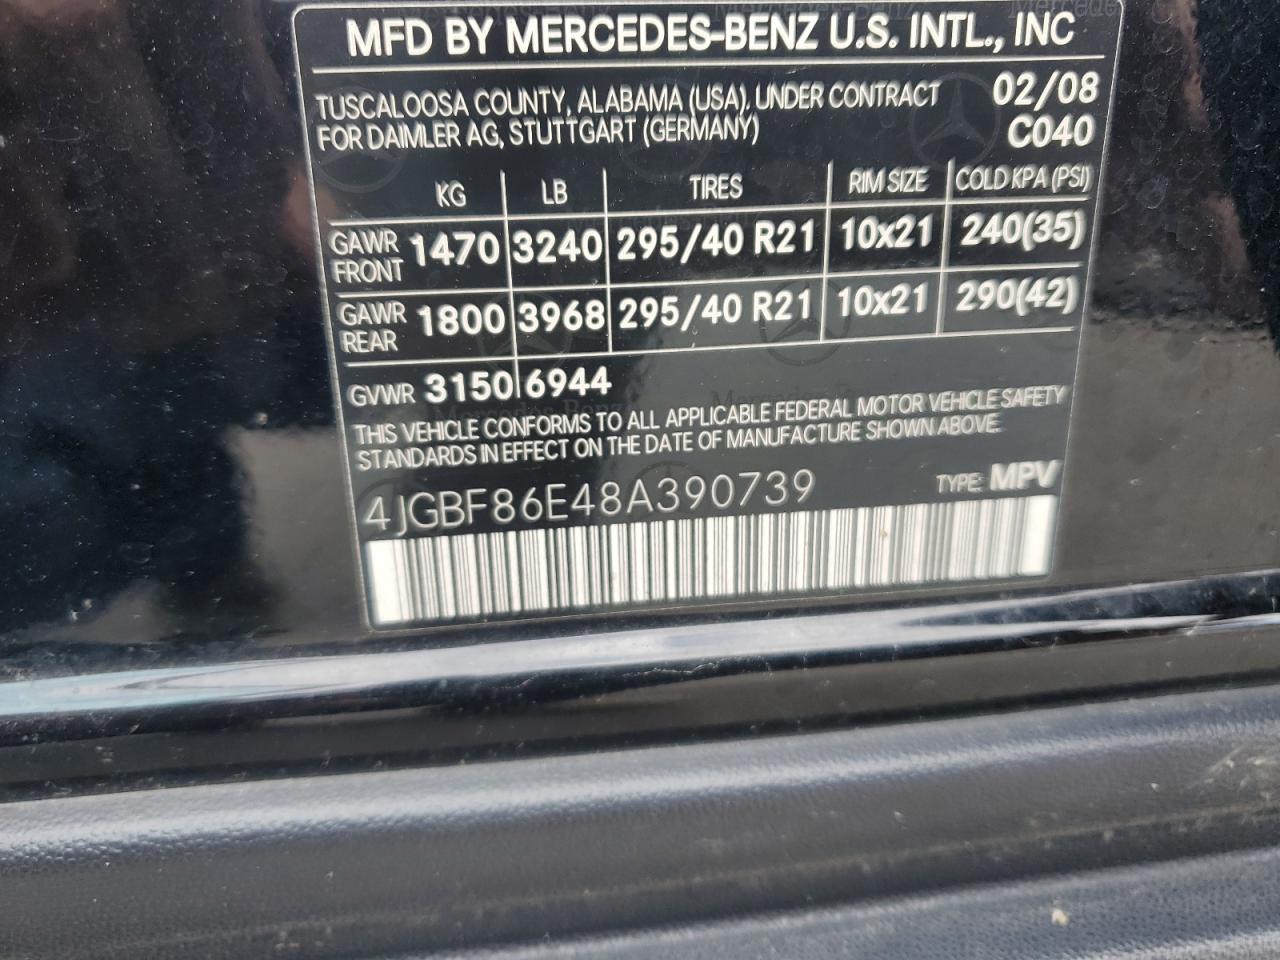 MFD BY MERCEDES-BENZ U.S. INTL., INC
TUSCALOOSA COUNTY, ALABAMA (USA), UNDER CONTRACT 02/08
FOR DAIMLER AG, STUTTGART (GERMANY) C040
KG LB TIRES RIM SIZE COLD KPA (PSI)
GAWR FRONT 1470 3240 295/40 R21 10x21 240(35)
GAWR REAR 1800 3968 295/40 R21 10x21 290(42)
GVWR 3150 6944
THIS VEHICLE CONFORMS TO ALL APPLICABLE FEDERAL MOTOR VEHICLE SAFETY
STANDARDS IN EFFECT ON THE DATE OF MANUFACTURE SHOWN ABOVE.
4JGBF86E48A390739 TYPE: MPV